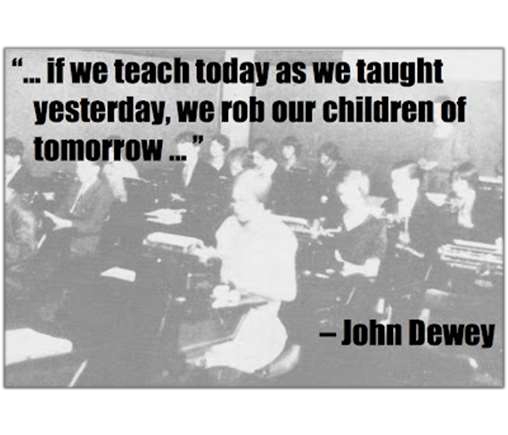 “... if we teach today as we taught
yesterday, we rob our children of
tomorrow ... ”
– John Dewey